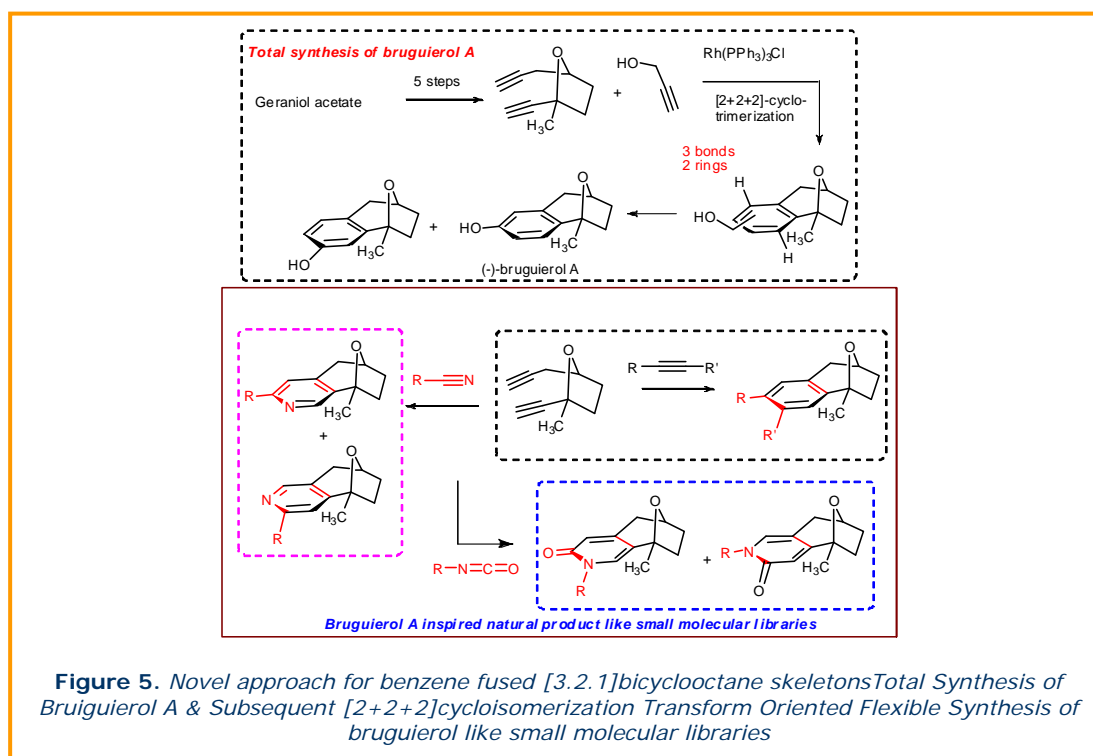 Total synthesis of bruguierol A
Geraniol acetate
5 steps
O
H3C
+
HO
Rh(PPh3)3Cl
[2+2+2]-cyclo-
trimerization
3 bonds
2 rings
O
H3C
HO
+
O
H3C
HO
(-)-bruguierol A
H
O
HO
H3C
H
O
R
N
H3C
+
O
N
H3C
R
R
N
O
H3C
R
R'
O
R
H3C
R'
R–N=C=O
O
O
N
H3C
R
+
O
R
N
H3C
O
Bruguierol A inspired natural product like small molecular libraries
Figure 5. Novel approach for benzene fused [3.2.1]bicyclooctane skeletonsTotal Synthesis of
Bruiguierol A & Subsequent [2+2+2]cycloisomerization Transform Oriented Flexible Synthesis of
bruguierol like small molecular libraries